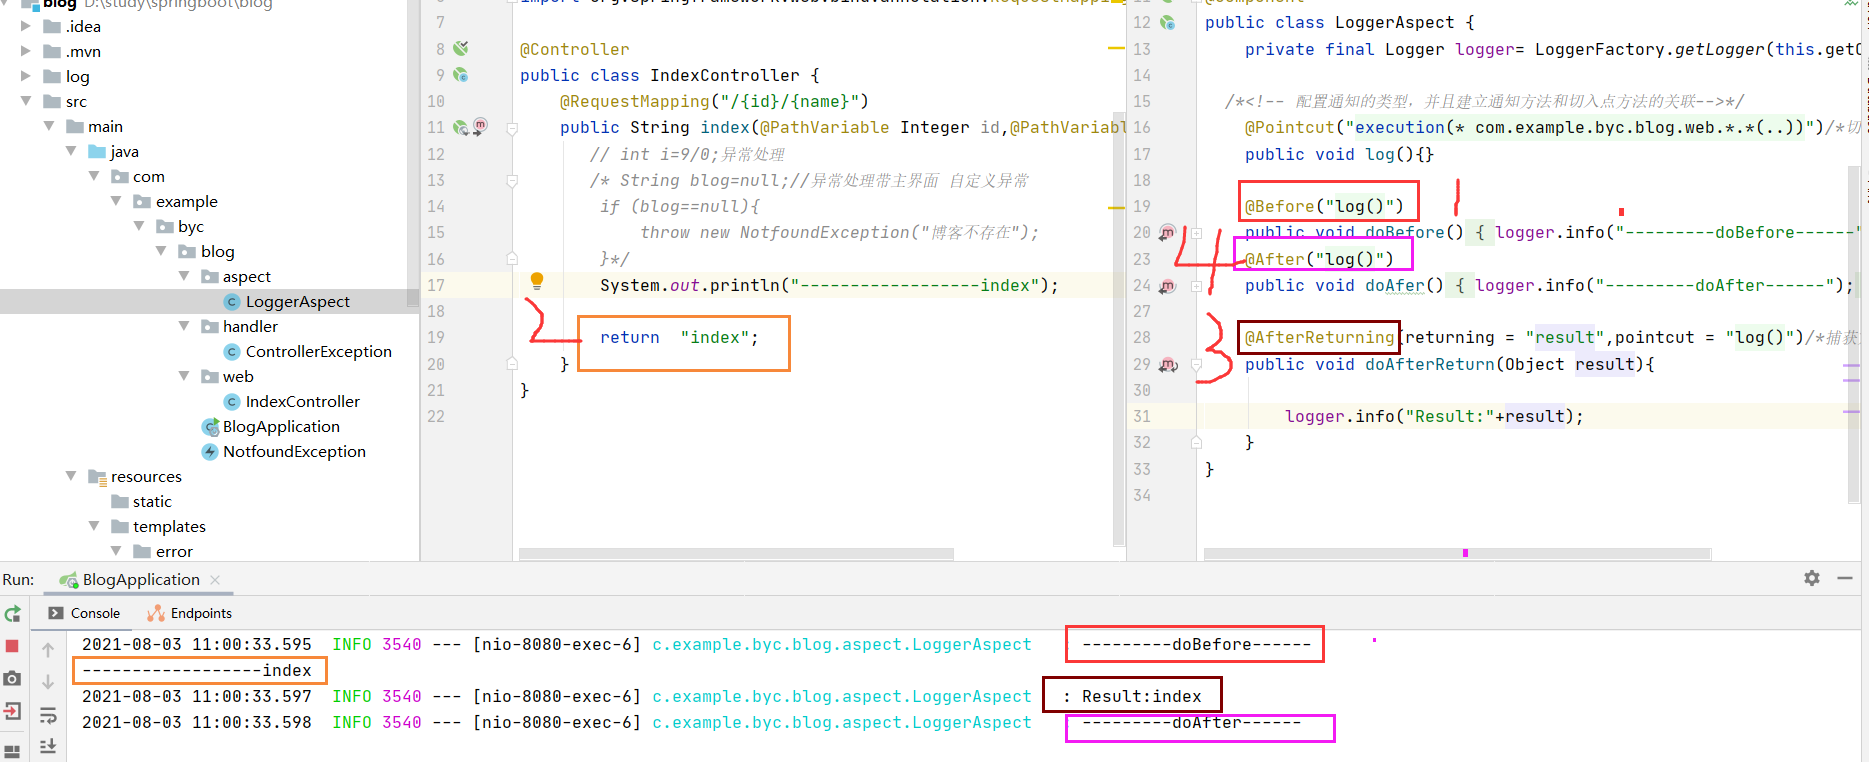 blog D:\study\springboot\blog
.idea
.mvn
log
src
main
java
com
example
byc
blog
aspect
LoggerAspect
handler
ControllerException
web
IndexController
BlogApplication
NotfoundException
resources
static
templates
error
7
8 @Controller
9 public class IndexController {
10 @RequestMapping("/{id}/{name}")
11 public String index(@PathVariable Integer id,@PathVariabl
12 // int i=9/0;异常处理
13 /* String blog=null;//异常处理带主界面 自定义异常
14 if (blog==null){
15 throw new NotfoundException("博客不存在");
16 }*/
17 System.out.println("------------------index");
18
19 return "index";
20 }
21 }
22
12 public class LoggerAspect {
13 private final Logger logger= LoggerFactory.getLogger(this.getC
14
15 /*<!-- 配置通知的类型，并且建立通知方法和切入点方法的关联-->*/
16 @Pointcut("execution(* com.example.byc.blog.web.*.*(..))")/*切
17 public void log(){}
18
19 @Before("log()") 1
20 public void doBefore() { logger.info("---------doBefore------"
4
23 @After("log()")
24 public void doAfer() { logger.info("---------doAfter------");
27
2
3
28 @AfterReturning(returning = "result",pointcut = "log()")/*捕获
29 public void doAfterReturn(Object result){
30
31 logger.info("Result:"+result);
32 }
33 }
34
Run: BlogApplication
Console Endpoints
2021-08-03 11:00:33.595 INFO 3540 --- [nio-8080-exec-6] c.example.byc.blog.aspect.LoggerAspect ---------doBefore------
------------------index
2021-08-03 11:00:33.597 INFO 3540 --- [nio-8080-exec-6] c.example.byc.blog.aspect.LoggerAspect : Result:index
2021-08-03 11:00:33.598 INFO 3540 --- [nio-8080-exec-6] c.example.byc.blog.aspect.LoggerAspect ---------doAfter------